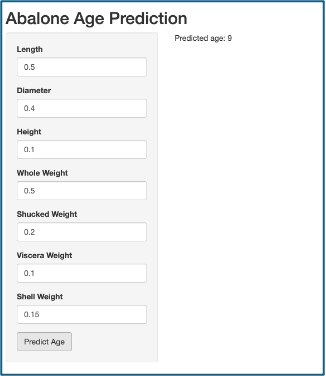 Abalone Age Prediction
Predicted age: 9
Length
0.5
Diameter
0.4
Height
0.1
Whole Weight
0.5
Shucked Weight
0.2
Viscera Weight
0.1
Shell Weight
0.15
Predict Age